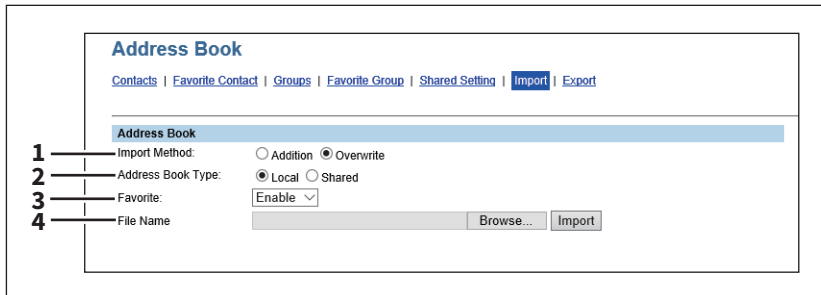 Address Book
Contacts | Favorite Contact | Groups | Favorite Group | Shared Setting | Import | Export
Address Book
1 Import Method: Addition Overwrite
2 Address Book Type: Local Shared
3 Favorite: Enable
4 File Name Browse... Import